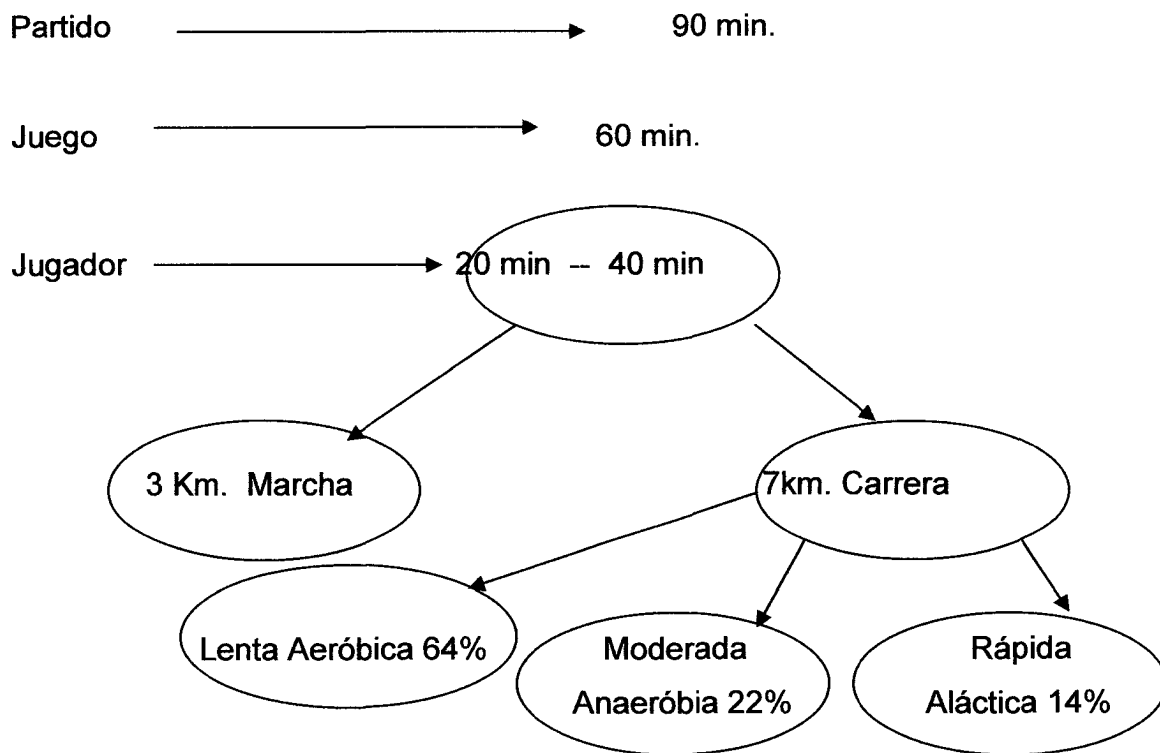 Partido 90 min.
Juego 60 min.
Jugador 20 min -- 40 min
3 Km. Marcha
7km. Carrera
Lenta Aeróbica 64%
Moderada
Anaeróbia 22%
Rápida
Aláctica 14%